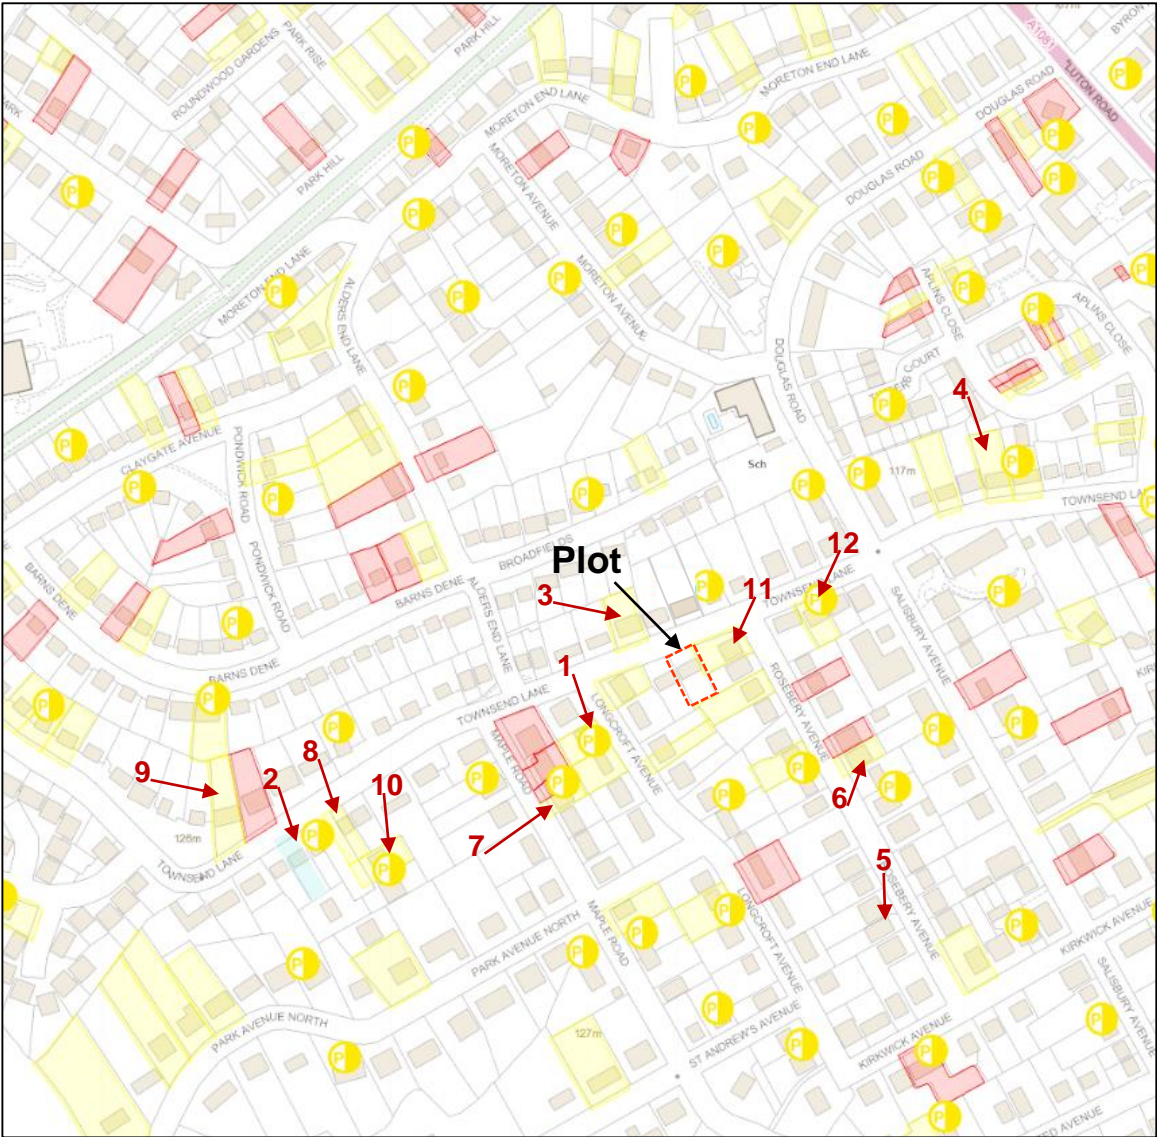 PARK RISE
PARK HILL
A1081
LUTON ROAD
BYRON
ROUNDWOOD GARDENS
MORETON END LANE
DOUGLAS ROAD
P
MORETON END LANE
P
P
P
P
PARK
P
MORETON AVENUE
PARK HILL
DOUGLAS ROAD
P
P
P
P
P
P
P
MORETON END LANE
P
ALDERS END LANE
P
P
MORETON AVENUE
P
APLINS CLOSE
P
P
APLINS CLOSE
DOUGLAS ROAD
COURT
4
P
P
P
CLAYGATE AVENUE
PONDWICK ROAD
Sch
117m
P
P
P
P
P
P
TOWNSEND LA
P
BROADFIELDS
Plot
12
PONDWICK ROAD
BARNS DENE
BARNS DENE
ALDERS END LANE
3
P
11
TOWNSEND LANE
P
P
SALISBURY AVENUE
P
BARNS DENE
1
TOWNSEND LANE
LONGCROFT AVENUE
ROSEBERY AVENUE
KIR
P
P
P
P
P
P
MAPLE ROAD
9
2
8
10
P
P
P
P
P
6
126m
7
TOWNSEND LANE
P
P
5
ROSEBERY AVENUE
P
MAPLE ROAD
LONGCROFT AVENUE
P
P
P
KIRKWICK AVENUE
PARK AVENUE NORTH
P
P
SALISBURY AVENUE
PARK AVENUE NORTH
127m
ST ANDREW'S AVENUE
P
P
P
KIRKWICK AVENUE
P
P
P
AVENUE